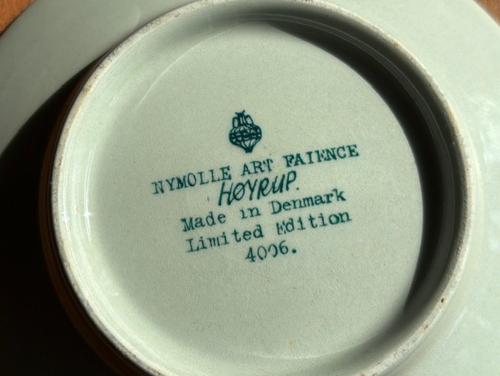 NYMOLLE ART FAIENCE
HØYRUP.
Made in Denmark
Limited Edition
4006.